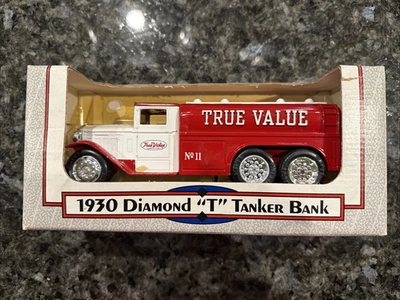 TRUE VALUE
True Value
No 11
1930 Diamond "T" Tanker Bank